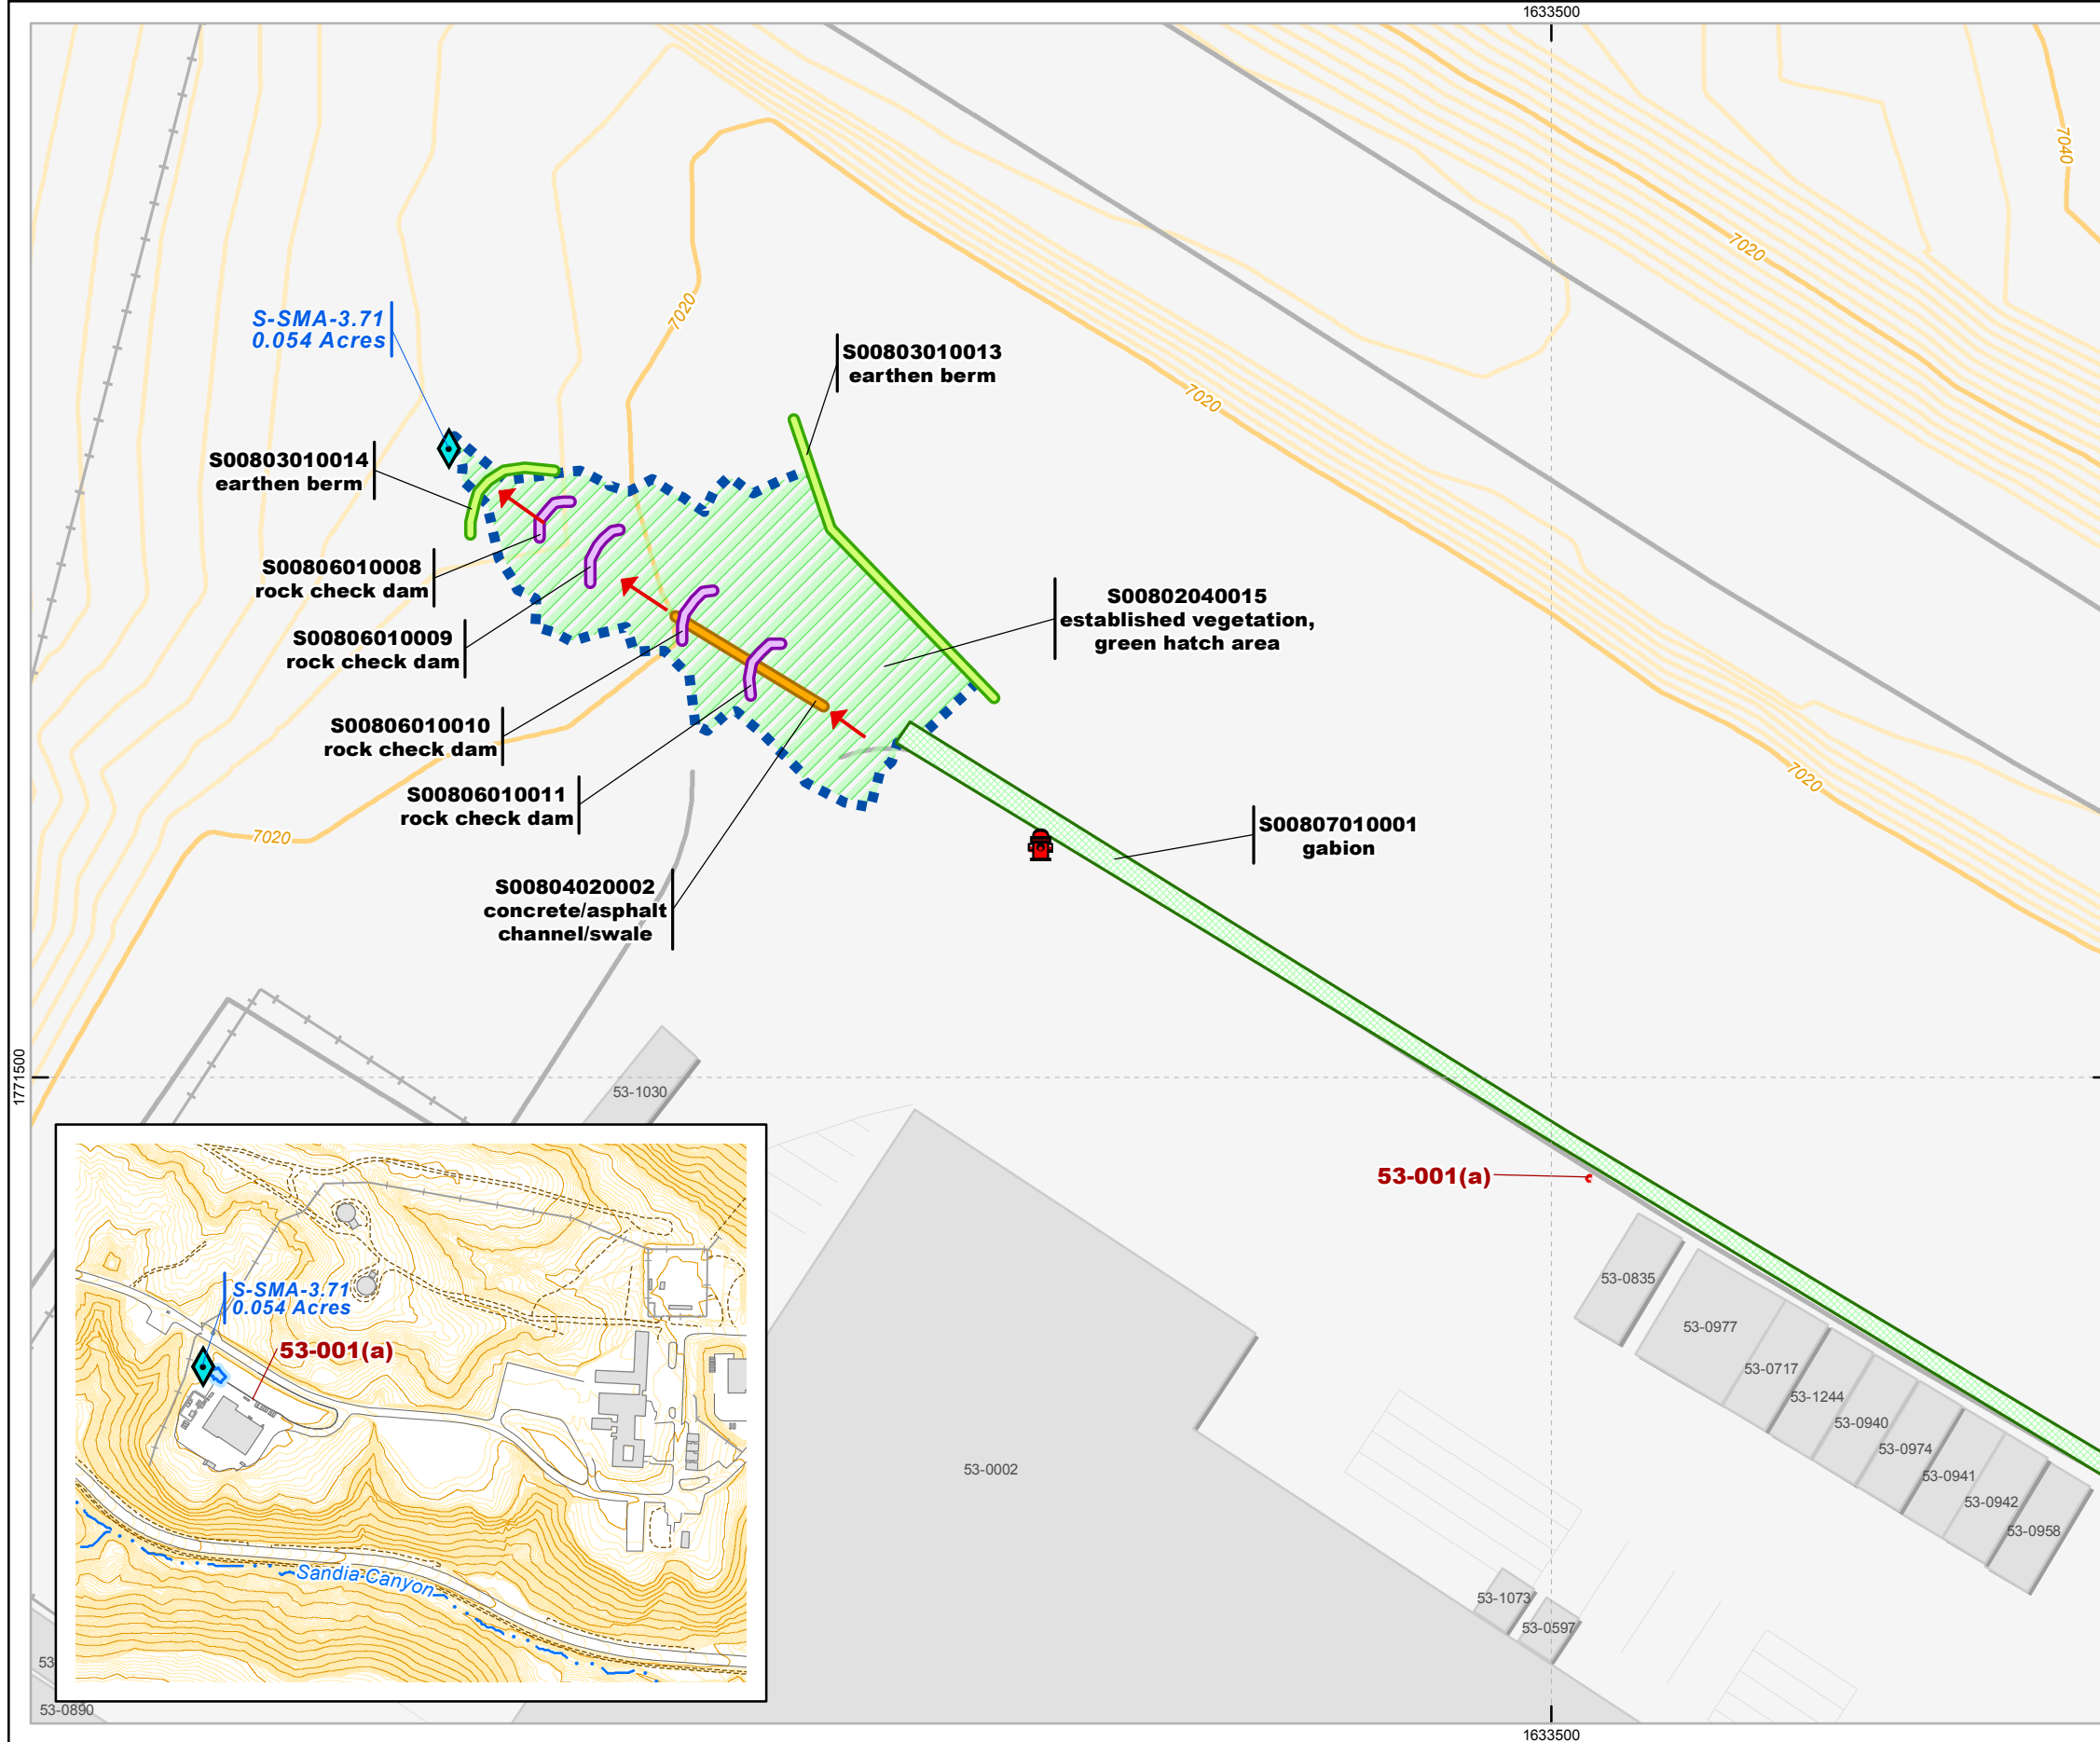 1633500
7040
7020
7020
S-SMA-3.71
0.054 Acres
S00803010013
earthen berm
7020
S00803010014
earthen berm
S00806010008
rock check dam
S00802040015
established vegetation,
green hatch area
S00806010009
rock check dam
S00806010010
rock check dam
7020
S00806010011
rock check dam
S00807010001
gabion
7020
S00804020002
concrete/asphalt
channel/swale
1771500
53-1030
53-001(a)
53-0835
53-0977
53-0717
53-1244
53-0940
53-0974
53-0941
53-0942
53-0958
53-0002
53-1073
53-0597
S-SMA-3.71
0.054 Acres
53-001(a)
Sandia Canyon
53
53-0890
1633500